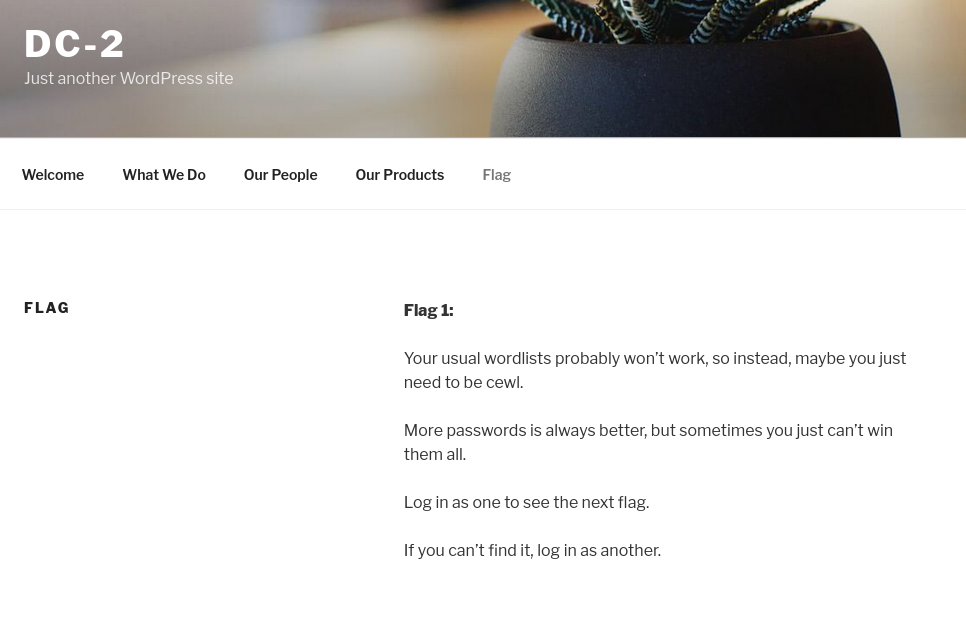 DC-2
Just another WordPress site
Welcome What We Do Our People Our Products Flag
FLAG
Flag 1:
Your usual wordlists probably won’t work, so instead, maybe you just
need to be cewl.
More passwords is always better, but sometimes you just can’t win
them all.
Log in as one to see the next flag.
If you can’t find it, log in as another.